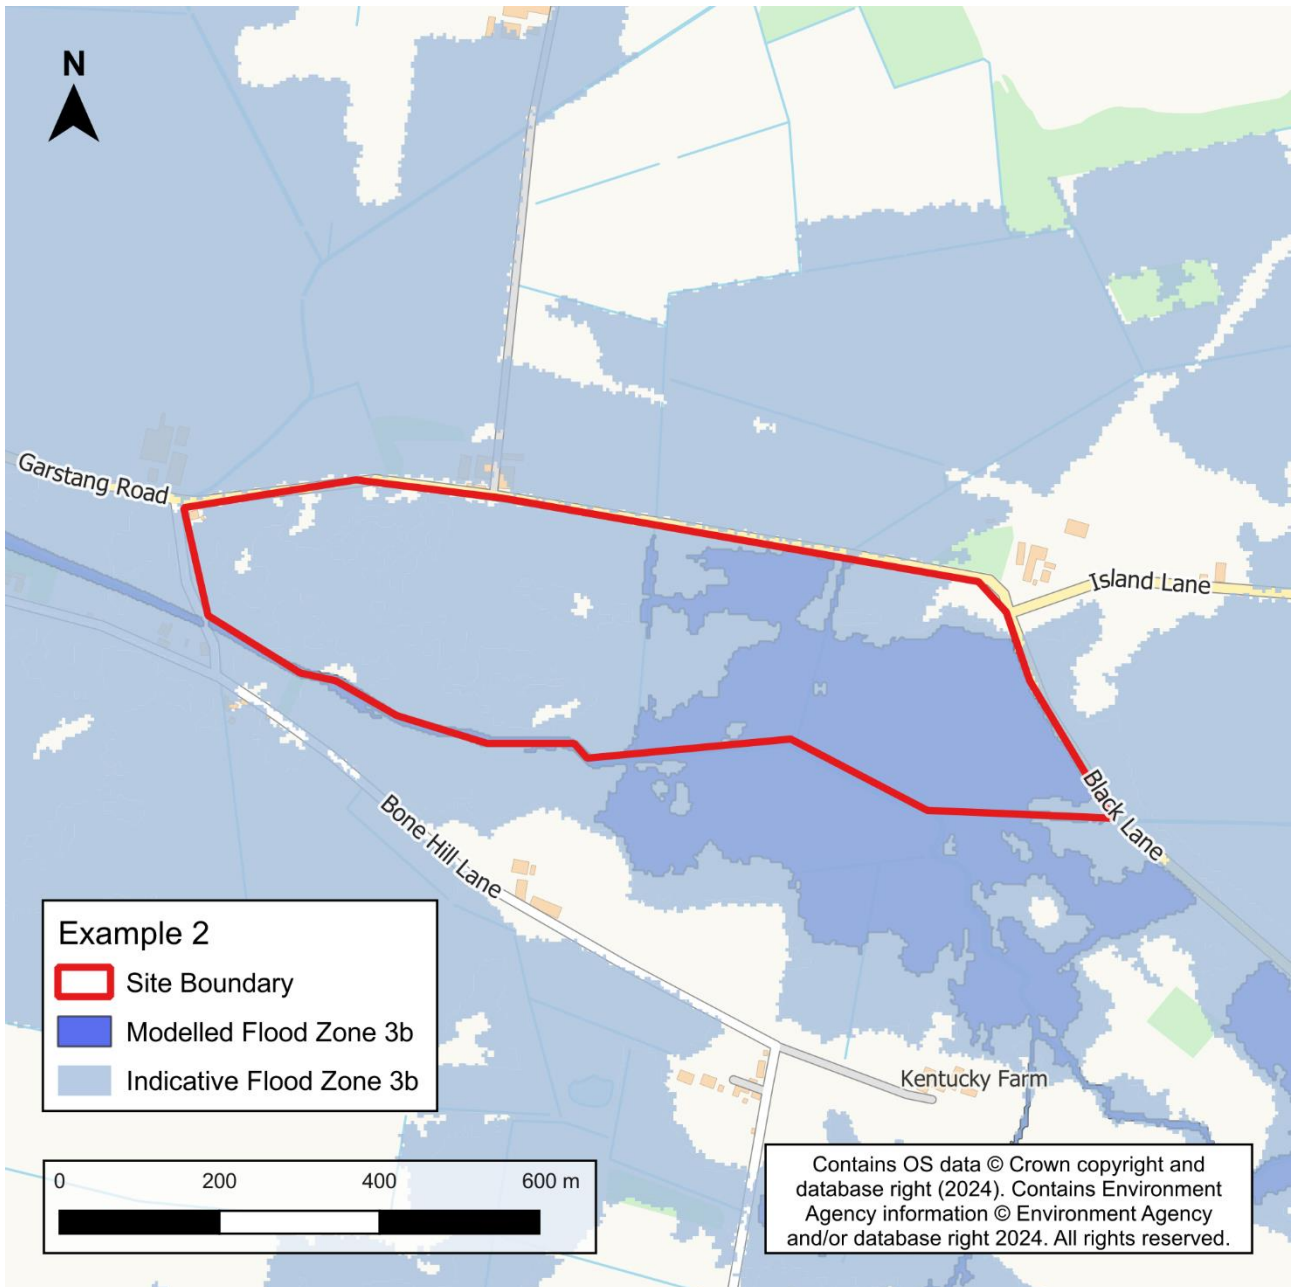 N
Garstang Road
Island Lane
Black Lane
Bone Hill Lane
Kentucky Farm
Example 2
Site Boundary
Modelled Flood Zone 3b
Indicative Flood Zone 3b
0 200 400 600 m
Contains OS data © Crown copyright and
database right (2024). Contains Environment
Agency information © Environment Agency
and/or database right 2024. All rights reserved.